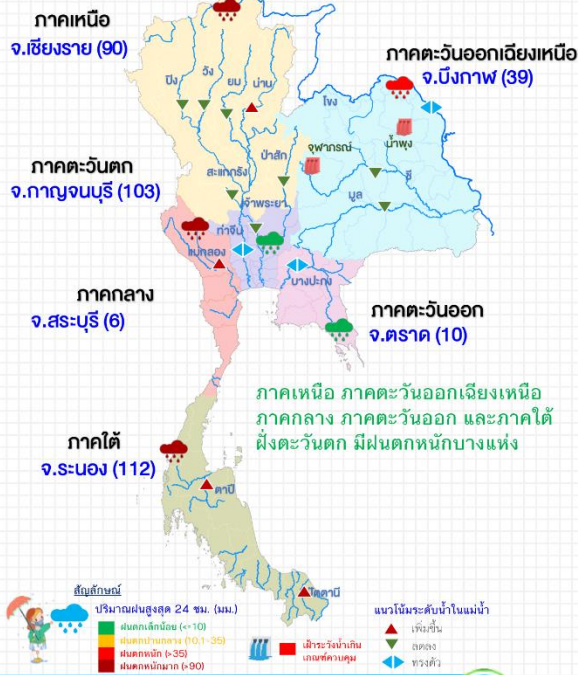 ภาคเหนือ
จ.เชียงราย (90)
ภาคตะวันออกเฉียงเหนือ
จ.บึงกาฬ (39)
ปิง
วัง
ยม
น่าน
โขง
จุฬาภรณ์
น้ำพุง
ป่าสัก
สะแกกรัง
ชี
มูล
ภาคตะวันตก
จ.กาญจนบุรี (103)
เจ้าพระยา
ท่าจีน
แม่กลอง
บางปะกง
ภาคกลาง
จ.สระบุรี (6)
ภาคตะวันออก
จ.ตราด (10)
ภาคเหนือ ภาคตะวันออกเฉียงเหนือ
ภาคกลาง ภาคตะวันออก และภาคใต้
ฝั่งตะวันตก มีฝนตกหนักบางแห่ง
ภาคใต้
จ.ระนอง (112)
ตาปี
ปัตตานี
สัญลักษณ์
ปริมาณฝนสูงสุด 24 ชม. (มม.)
ฝนตกเล็กน้อย (<=10)
ฝนตกปานกลาง (10.1-35)
ฝนตกหนัก (>35)
ฝนตกหนักมาก (>90)
เฝ้าระวังน้ำเกิน
เกณฑ์ควบคุม
แนวโน้มระดับน้ำในแม่น้ำ
เพิ่มขึ้น
ลดลง
ทรงตัว